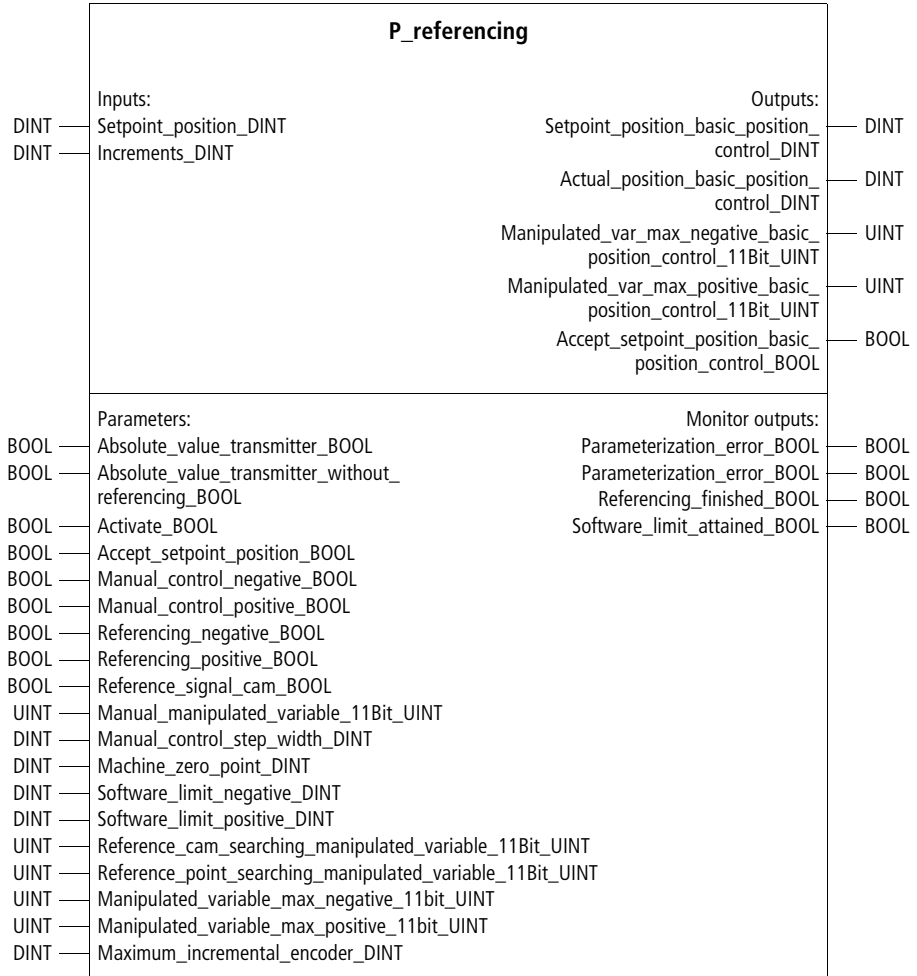 P_referencing
Inputs:
Outputs:
DINT Setpoint_position_DINT
Setpoint_position_basic_position_ DINT
control_DINT
DINT Increments_DINT
Actual_position_basic_position_ DINT
control_DINT
Manipulated_var_max_negative_basic_ UINT
position_control_11Bit_UINT
Manipulated_var_max_positive_basic_ UINT
position_control_11Bit_UINT
Accept_setpoint_position_basic_ BOOL
position_control_BOOL
Parameters:
Monitor outputs:
BOOL Absolute_value_transmitter_BOOL
Parameterization_error_BOOL BOOL
BOOL Absolute_value_transmitter_without_
referencing_BOOL
Parameterization_error_BOOL BOOL
Referencing_finished_BOOL BOOL
BOOL Activate_BOOL
Software_limit_attained_BOOL BOOL
BOOL Accept_setpoint_position_BOOL
BOOL Manual_control_negative_BOOL
BOOL Manual_control_positive_BOOL
BOOL Referencing_negative_BOOL
BOOL Referencing_positive_BOOL
BOOL Reference_signal_cam_BOOL
UINT Manual_manipulated_variable_11Bit_UINT
DINT Manual_control_step_width_DINT
DINT Machine_zero_point_DINT
DINT Software_limit_negative_DINT
DINT Software_limit_positive_DINT
UINT Reference_cam_searching_manipulated_variable_11Bit_UINT
UINT Reference_point_searching_manipulated_variable_11Bit_UINT
UINT Manipulated_variable_max_negative_11bit_UINT
UINT Manipulated_variable_max_positive_11bit_UINT
DINT Maximum_incremental_encoder_DINT